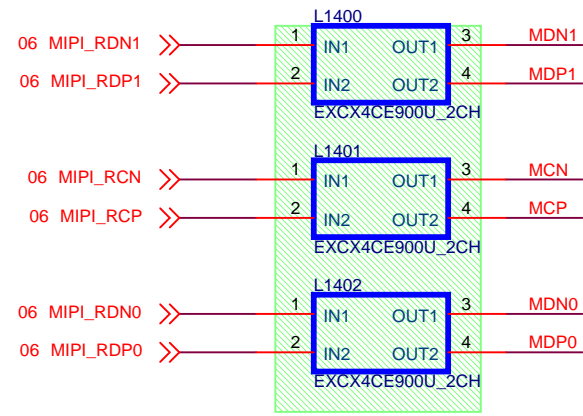 L1400
06 MIPI_RDN1 1 IN1 OUT1 3 MDN1
06 MIPI_RDP1 2 IN2 OUT2 4 MDP1
EXCX4CE900U_2CH
L1401
06 MIPI_RCN 1 IN1 OUT1 3 MCN
06 MIPI_RCP 2 IN2 OUT2 4 MCP
EXCX4CE900U_2CH
L1402
06 MIPI_RDN0 1 IN1 OUT1 3 MDN0
06 MIPI_RDP0 2 IN2 OUT2 4 MDP0
EXCX4CE900U_2CH